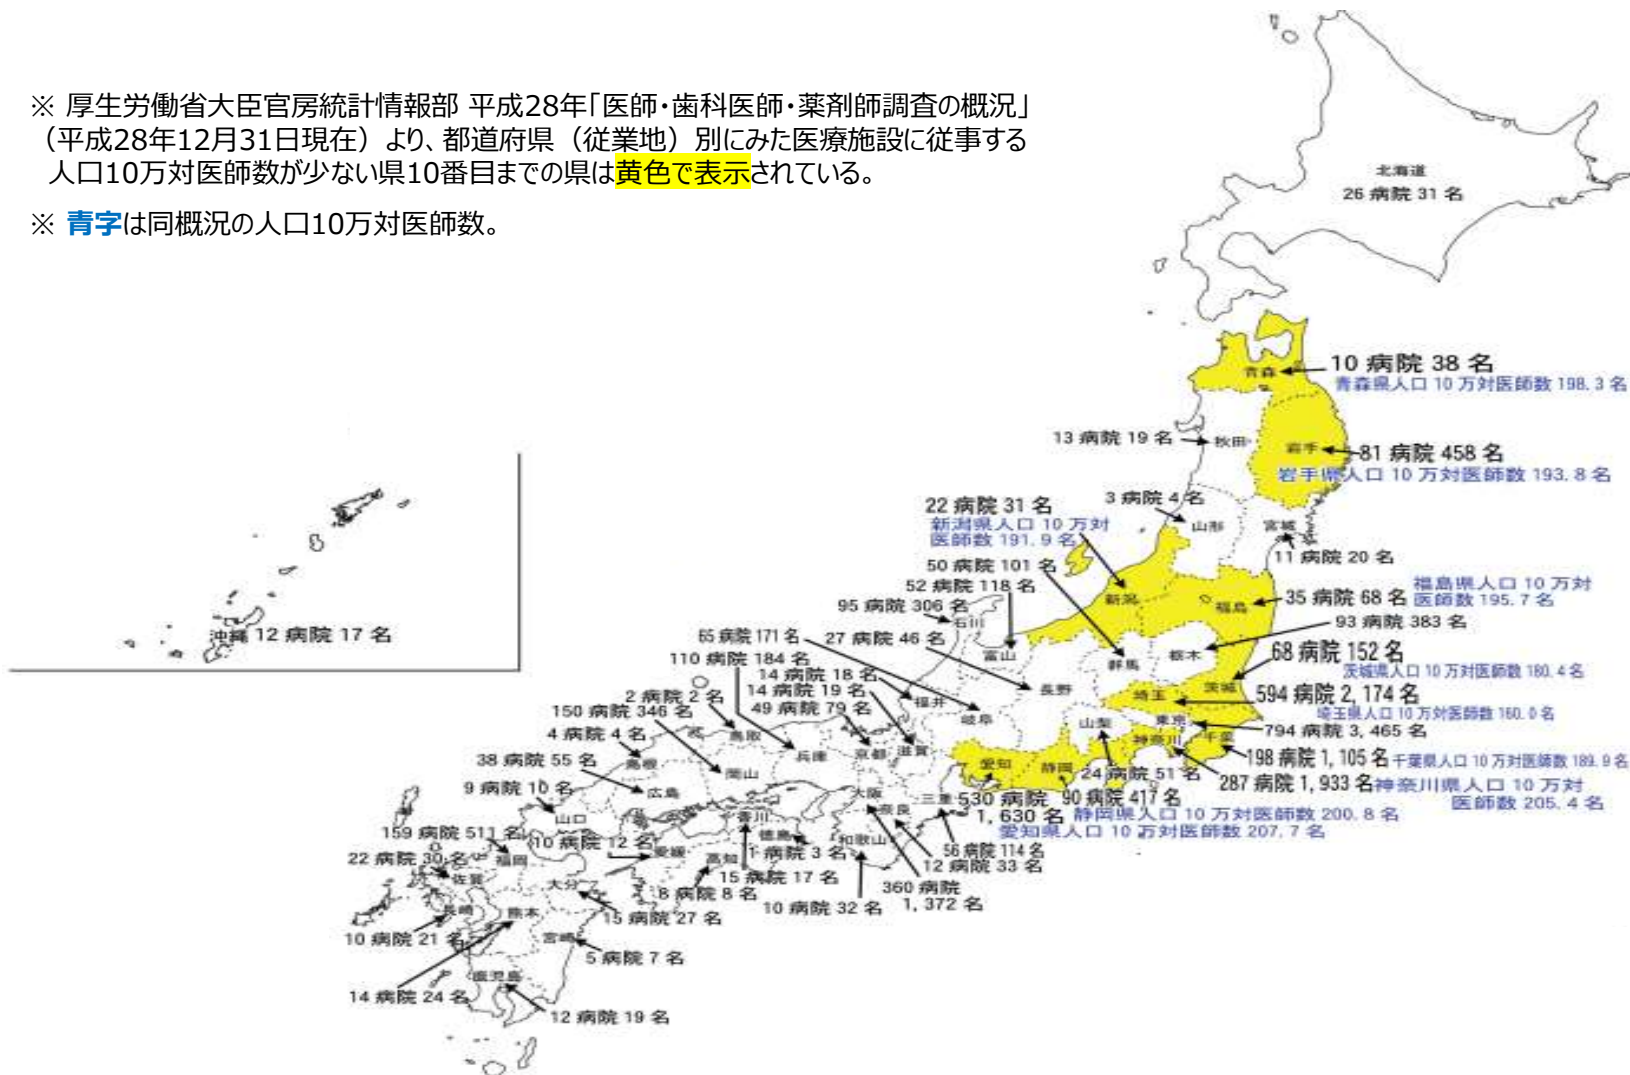 ※ 厚生労働省大臣官房統計情報部 平成28年「医師・歯科医師・薬剤師調査の概況」
（平成28年12月31日現在）より、都道府県（従業地）別にみた医療施設に従事する
人口10万対医師数が少ない県10番目までの県は黄色で表示されている。
※ 青字は同概況の人口10万対医師数。
北海道
26 病院 31 名
青森
10 病院 38 名
青森県人口 10 万対医師数 198.3 名
13 病院 19 名
秋田
岩手
81 病院 458 名
岩手県人口 10 万対医師数 193.8 名
3 病院 4 名
山形
宮城
11 病院 20 名
22 病院 31 名
新潟県人口 10 万対
医師数 191.9 名
新潟
50 病院 101 名
群馬
52 病院 118 名
富山
福島
35 病院 68 名
福島県人口 10 万対
医師数 195.7 名
95 病院 306 名
石川
93 病院 383 名
栃木
65 病院 171 名
岐阜
27 病院 46 名
長野
68 病院 152 名
茨城県人口 10 万対医師数 180.4 名
茨城
110 病院 184 名
兵庫
14 病院 18 名
福井
14 病院 19 名
滋賀
49 病院 79 名
京都
埼玉
594 病院 2,174 名
埼玉県人口 10 万対医師数 160.0 名
東京
794 病院 3,465 名
千葉
198 病院 1,105 名
千葉県人口 10 万対医師数 189.9 名
神奈川
287 病院 1,933 名
神奈川県人口 10 万対
医師数 205.4 名
山梨
24 病院 51 名
静岡
90 病院 417 名
静岡県人口 10 万対医師数 200.8 名
愛知
530 病院
1,630 名
愛知県人口 10 万対医師数 207.7 名
三重
56 病院 114 名
奈良
12 病院 33 名
大阪
360 病院
1,372 名
和歌山
10 病院 32 名
2 病院 2 名
鳥取
150 病院 346 名
岡山
4 病院 4 名
島根
38 病院 55 名
広島
9 病院 10 名
山口
香川
15 病院 17 名
徳島
1 病院 3 名
10 病院 12 名
愛媛
高知
8 病院 8 名
159 病院 511 名
福岡
22 病院 30 名
佐賀
長崎
10 病院 21 名
大分
15 病院 27 名
熊本
14 病院 24 名
宮崎
5 病院 7 名
鹿児島
12 病院 19 名
沖縄 12 病院 17 名